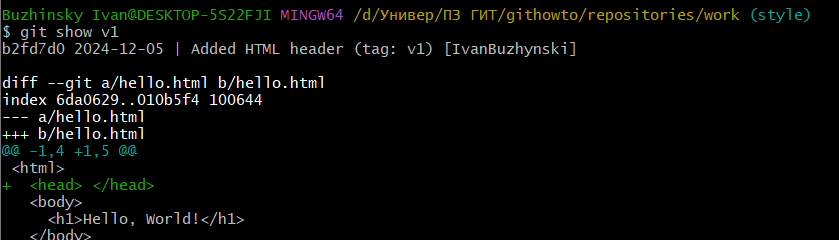 Buzhinsky Ivan@DESKTOP-5S22FJI MINGW64 /d/Универ/ПЗ ГИТ/githowto/repositories/work (style)
$ git show v1
b2fd7d0 2024-12-05 | Added HTML header (tag: v1) [IvanBuzhynski]

diff --git a/hello.html b/hello.html
index 6da0629..010b5f4 100644
--- a/hello.html
+++ b/hello.html
@@ -1,4 +1,5 @@
 <html>
+  <head> </head>
   <body>
     <h1>Hello, World!</h1>
   </body>